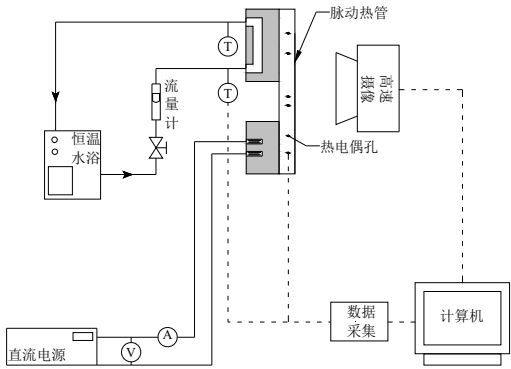 脉动热管
T
T
流
量
计
高速
摄像
恒温
水浴
热电偶孔
数据
采集
计算机
直流电源
A
V